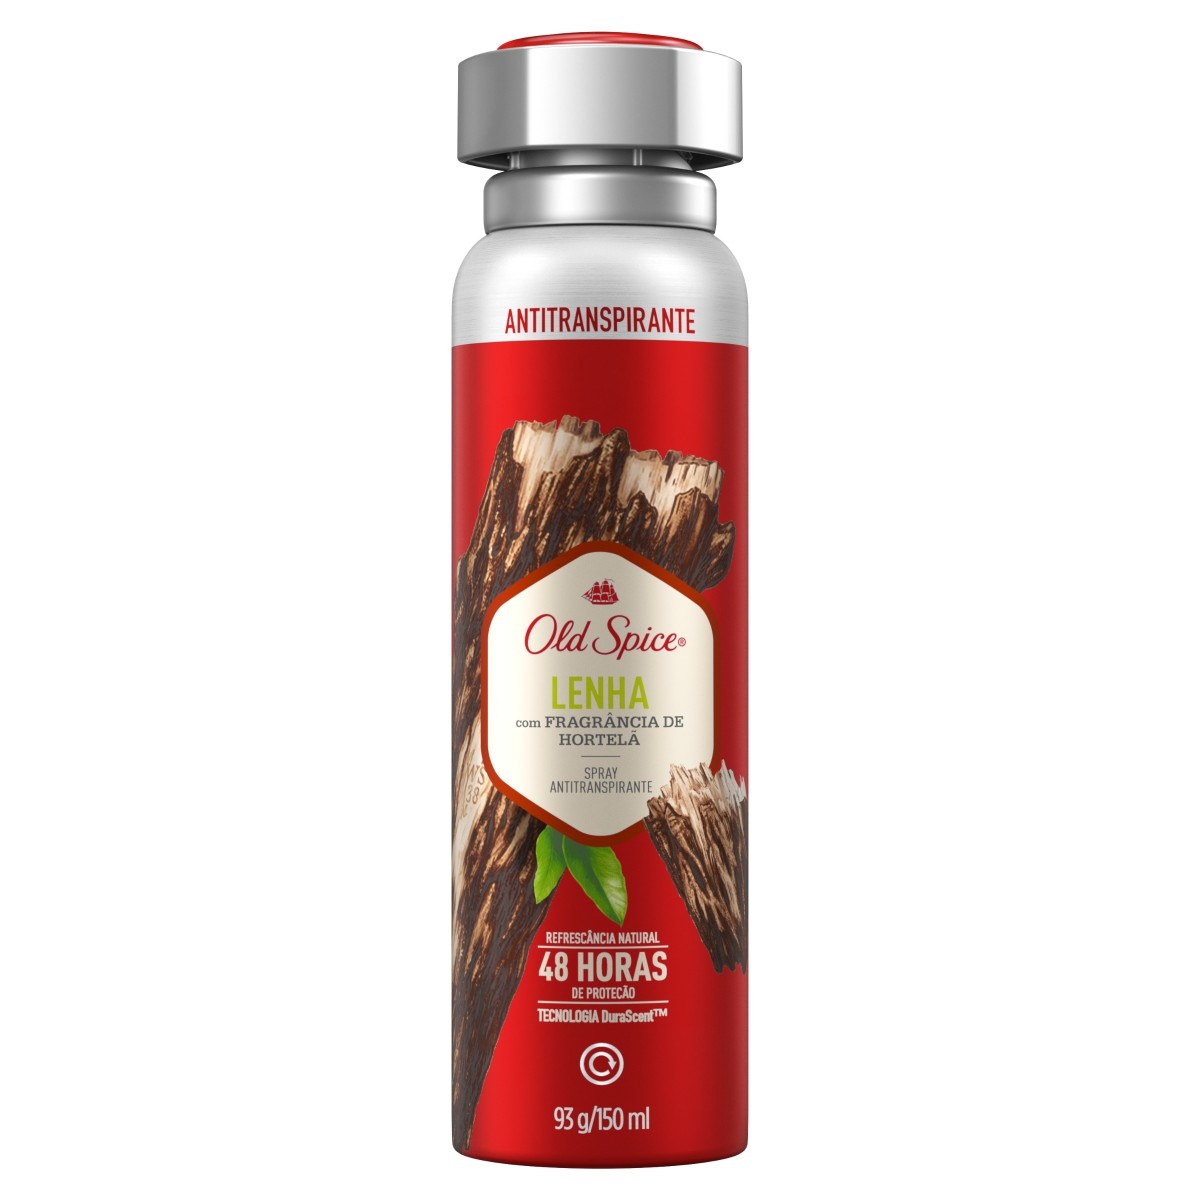 ANTITRANSPIRANTE
Old Spice®
LENHA
com FRAGRÂNCIA DE
HORTELÃ
SPRAY
ANTITRANSPIRANTE
REFRESCÂNCIA NATURAL
48 HORAS
DE PROTEÇÃO
TECNOLOGIA DuraScent™
93 g/150 ml